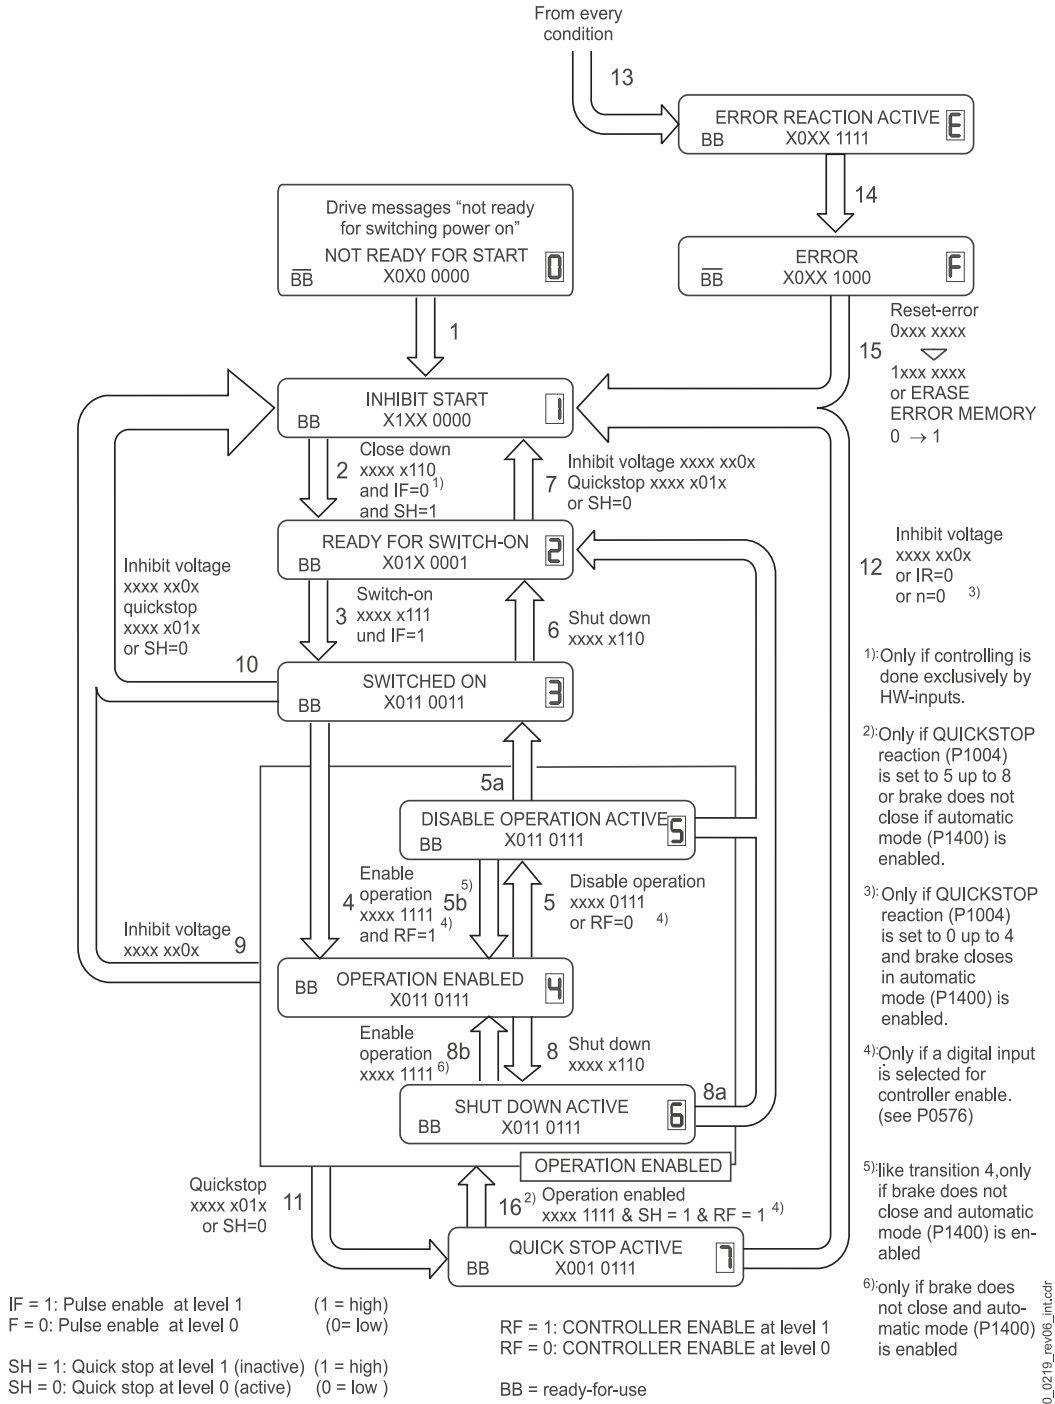 From every
condition
13
ERROR REACTION ACTIVE
E
BB
X0XX 1111
14
Drive messages “not ready
for switching power on”
NOT READY FOR START
0
BB
X0X0 0000
ERROR
F
BB
X0XX 1000
1
Reset-error
0xxx xxxx
15
1xxx xxxx
or ERASE
ERROR MEMORY
0 → 1
INHIBIT START
1
BB
X1XX 0000
2
Close down
xxxx x110
and IF=0 1)
and SH=1
7
Inhibit voltage xxxx xx0x
Quickstop xxxx x01x
or SH=0
READY FOR SWITCH-ON
2
BB
X01X 0001
12
Inhibit voltage
xxxx xx0x
or IR=0
or n=0 3)
Inhibit voltage
xxxx xx0x
quickstop
xxxx x01x
or SH=0
10
3
Switch-on
xxxx x111
und IF=1
6
Shut down
xxxx x110
SWITCHED ON
3
BB
X011 0011
1):Only if controlling is
done exclusively by
HW-inputs.
2):Only if QUICKSTOP
reaction (P1004)
is set to 5 up to 8
or brake does not
close if automatic
mode (P1400) is
enabled.
5a
DISABLE OPERATION ACTIVE
5
BB
X011 0111
4
Enable
operation
xxxx 1111
and RF=1 4)
5b 5)
5
Disable operation
xxxx 0111
or RF=0 4)
3): Only if QUICKSTOP
reaction (P1004)
is set to 0 up to 4
and brake closes
in automatic
mode (P1400) is
enabled.
Inhibit voltage
xxxx xx0x
9
OPERATION ENABLED
4
BB
X011 0111
Enable
operation
xxxx 1111 6)
8b
8
Shut down
xxxx x110
4):Only if a digital input
is selected for
controller enable.
(see P0576)
8a
SHUT DOWN ACTIVE
6
BB
X011 0111
OPERATION ENABLED
Quickstop
xxxx x01x
or SH=0
11
16 2)
Operation enabled
xxxx 1111 & SH = 1 & RF = 1 4)
5):like transition 4,only
if brake does not
close and automatic
mode (P1400) is en-
abled
QUICK STOP ACTIVE
7
BB
X001 0111
6):only if brake does
not close and auto-
matic mode (P1400)
is enabled
IF = 1: Pulse enable at level 1 (1 = high)
F = 0: Pulse enable at level 0 (0= low)
SH = 1: Quick stop at level 1 (inactive) (1 = high)
SH = 0: Quick stop at level 0 (active) (0 = low )
RF = 1: CONTROLLER ENABLE at level 1
RF = 0: CONTROLLER ENABLE at level 0
BB = ready-for-use
0_0219_rev06_int.cdr